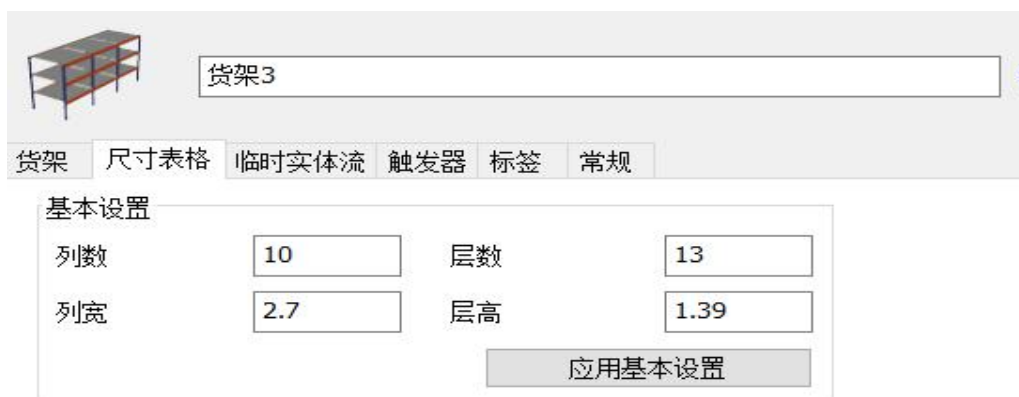 货架3
货架 尺寸表格 临时实体流 触发器 标签 常规
基本设置
列数 10 层数 13
列宽 2.7 层高 1.39
应用基本设置